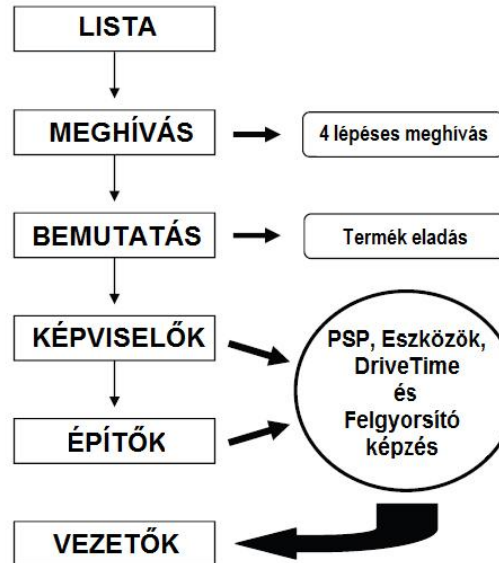 LISTA
MEGHÍVÁS
4 lépéses meghívás
BEMUTATÁS
Termék eladás
KÉPVISELŐK
PSP, Eszközök,
DriveTime
és
Felgyorsító
képzés
ÉPÍTŐK
VEZETŐK